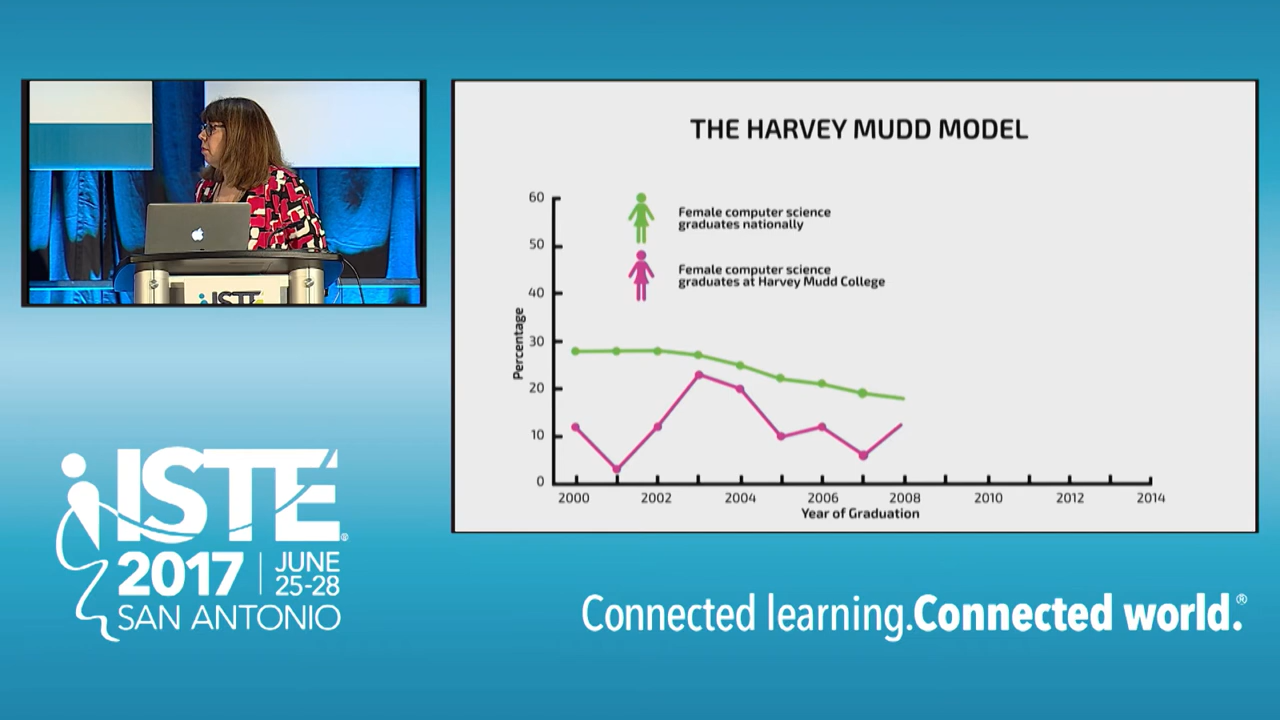 THE HARVEY MUDD MODEL
Female computer science
graduates nationally
Female computer science
graduates at Harvey Mudd College
Percentage
60
50
40
30
20
10
0
2000 2002 2004 2006 2008 2010 2012 2014
Year of Graduation
ISTE
ISTE®
2017 | JUNE
25-28
SAN ANTONIO
Connected learning.Connected world.®